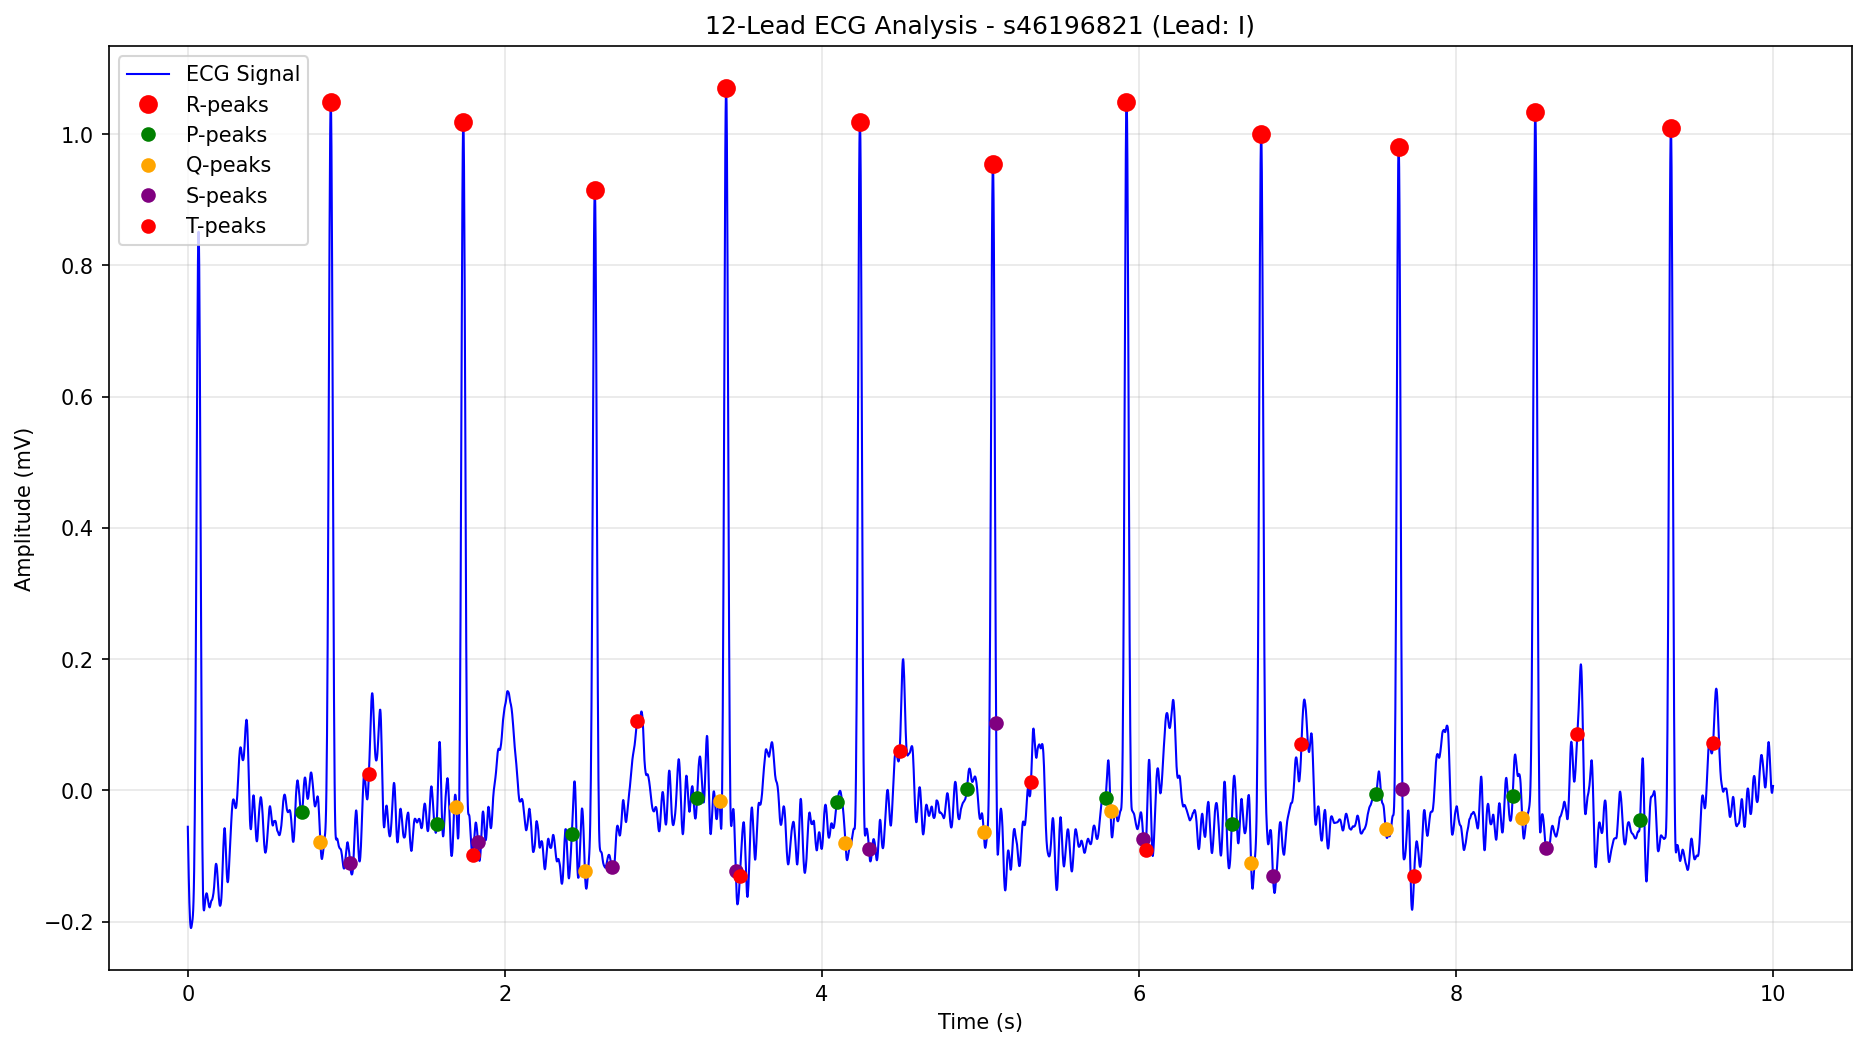 12-Lead ECG Analysis - s46196821 (Lead: I)
ECG Signal
R-peaks
P-peaks
Q-peaks
S-peaks
T-peaks
Amplitude (mV)
1.0
0.8
0.6
0.4
0.2
0.0
−0.2
0 2 4 6 8 10
Time (s)